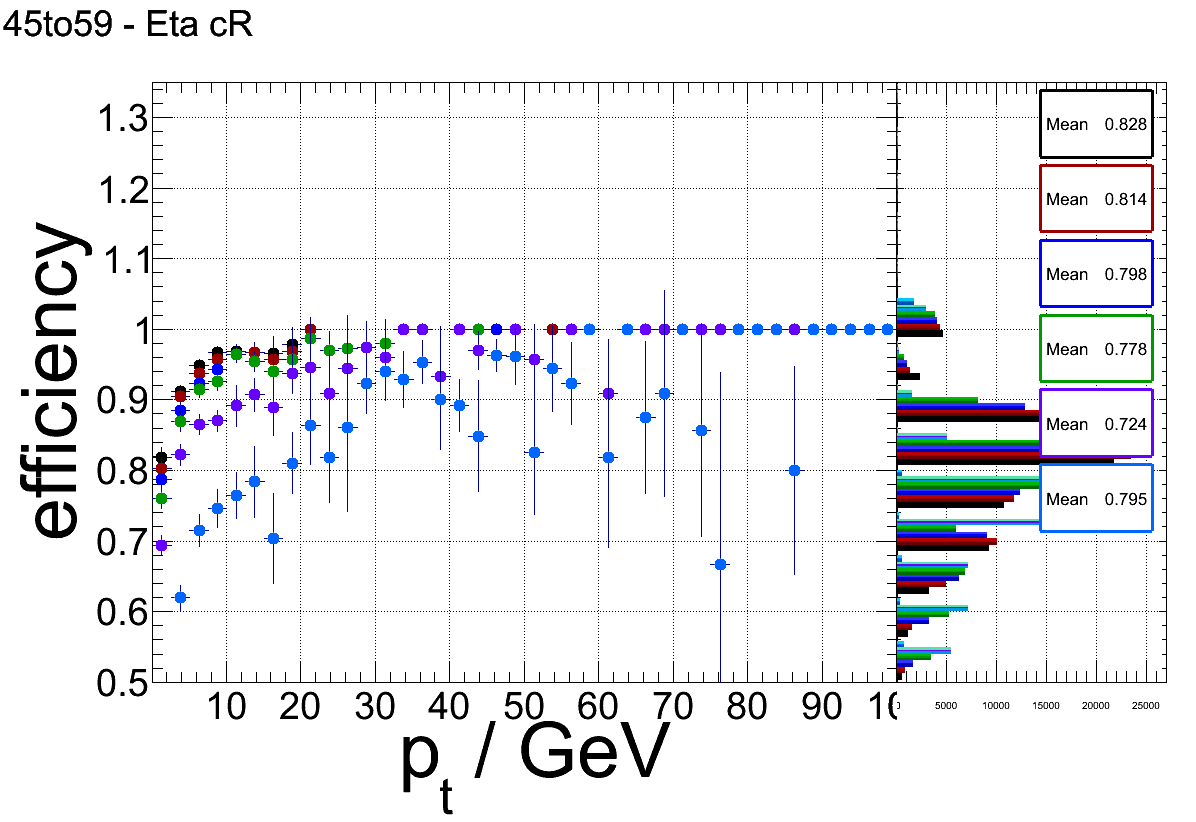 45to59 - Eta cR
efficiency
1.3
1.2
1.1
1
0.9
0.8
0.7
0.6
0.5
10 20 30 40 50 60 70 80 90
p_t / GeV
Mean 0.828
Mean 0.814
Mean 0.798
Mean 0.778
Mean 0.724
Mean 0.795
5000 10000 15000 20000 25000